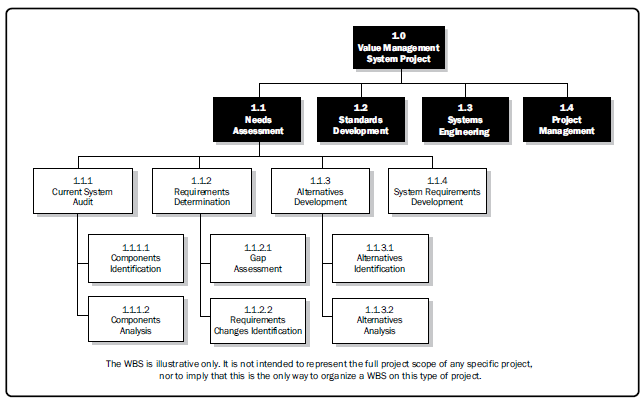 1.0
Value Management
System Project
1.1
Needs
Assessment
1.2
Standards
Development
1.3
Systems
Engineering
1.4
Project
Management
1.1.1
Current System
Audit
1.1.2
Requirements
Determination
1.1.3
Alternatives
Development
1.1.4
System Requirements
Development
1.1.1.1
Components
Identification
1.1.2.1
Gap
Assessment
1.1.3.1
Alternatives
Identification
1.1.1.2
Components
Analysis
1.1.2.2
Requirements
Changes Identification
1.1.3.2
Alternatives
Analysis
The WBS is illustrative only. It is not intended to represent the full project scope of any specific project,
nor to imply that this is the only way to organize a WBS on this type of project.